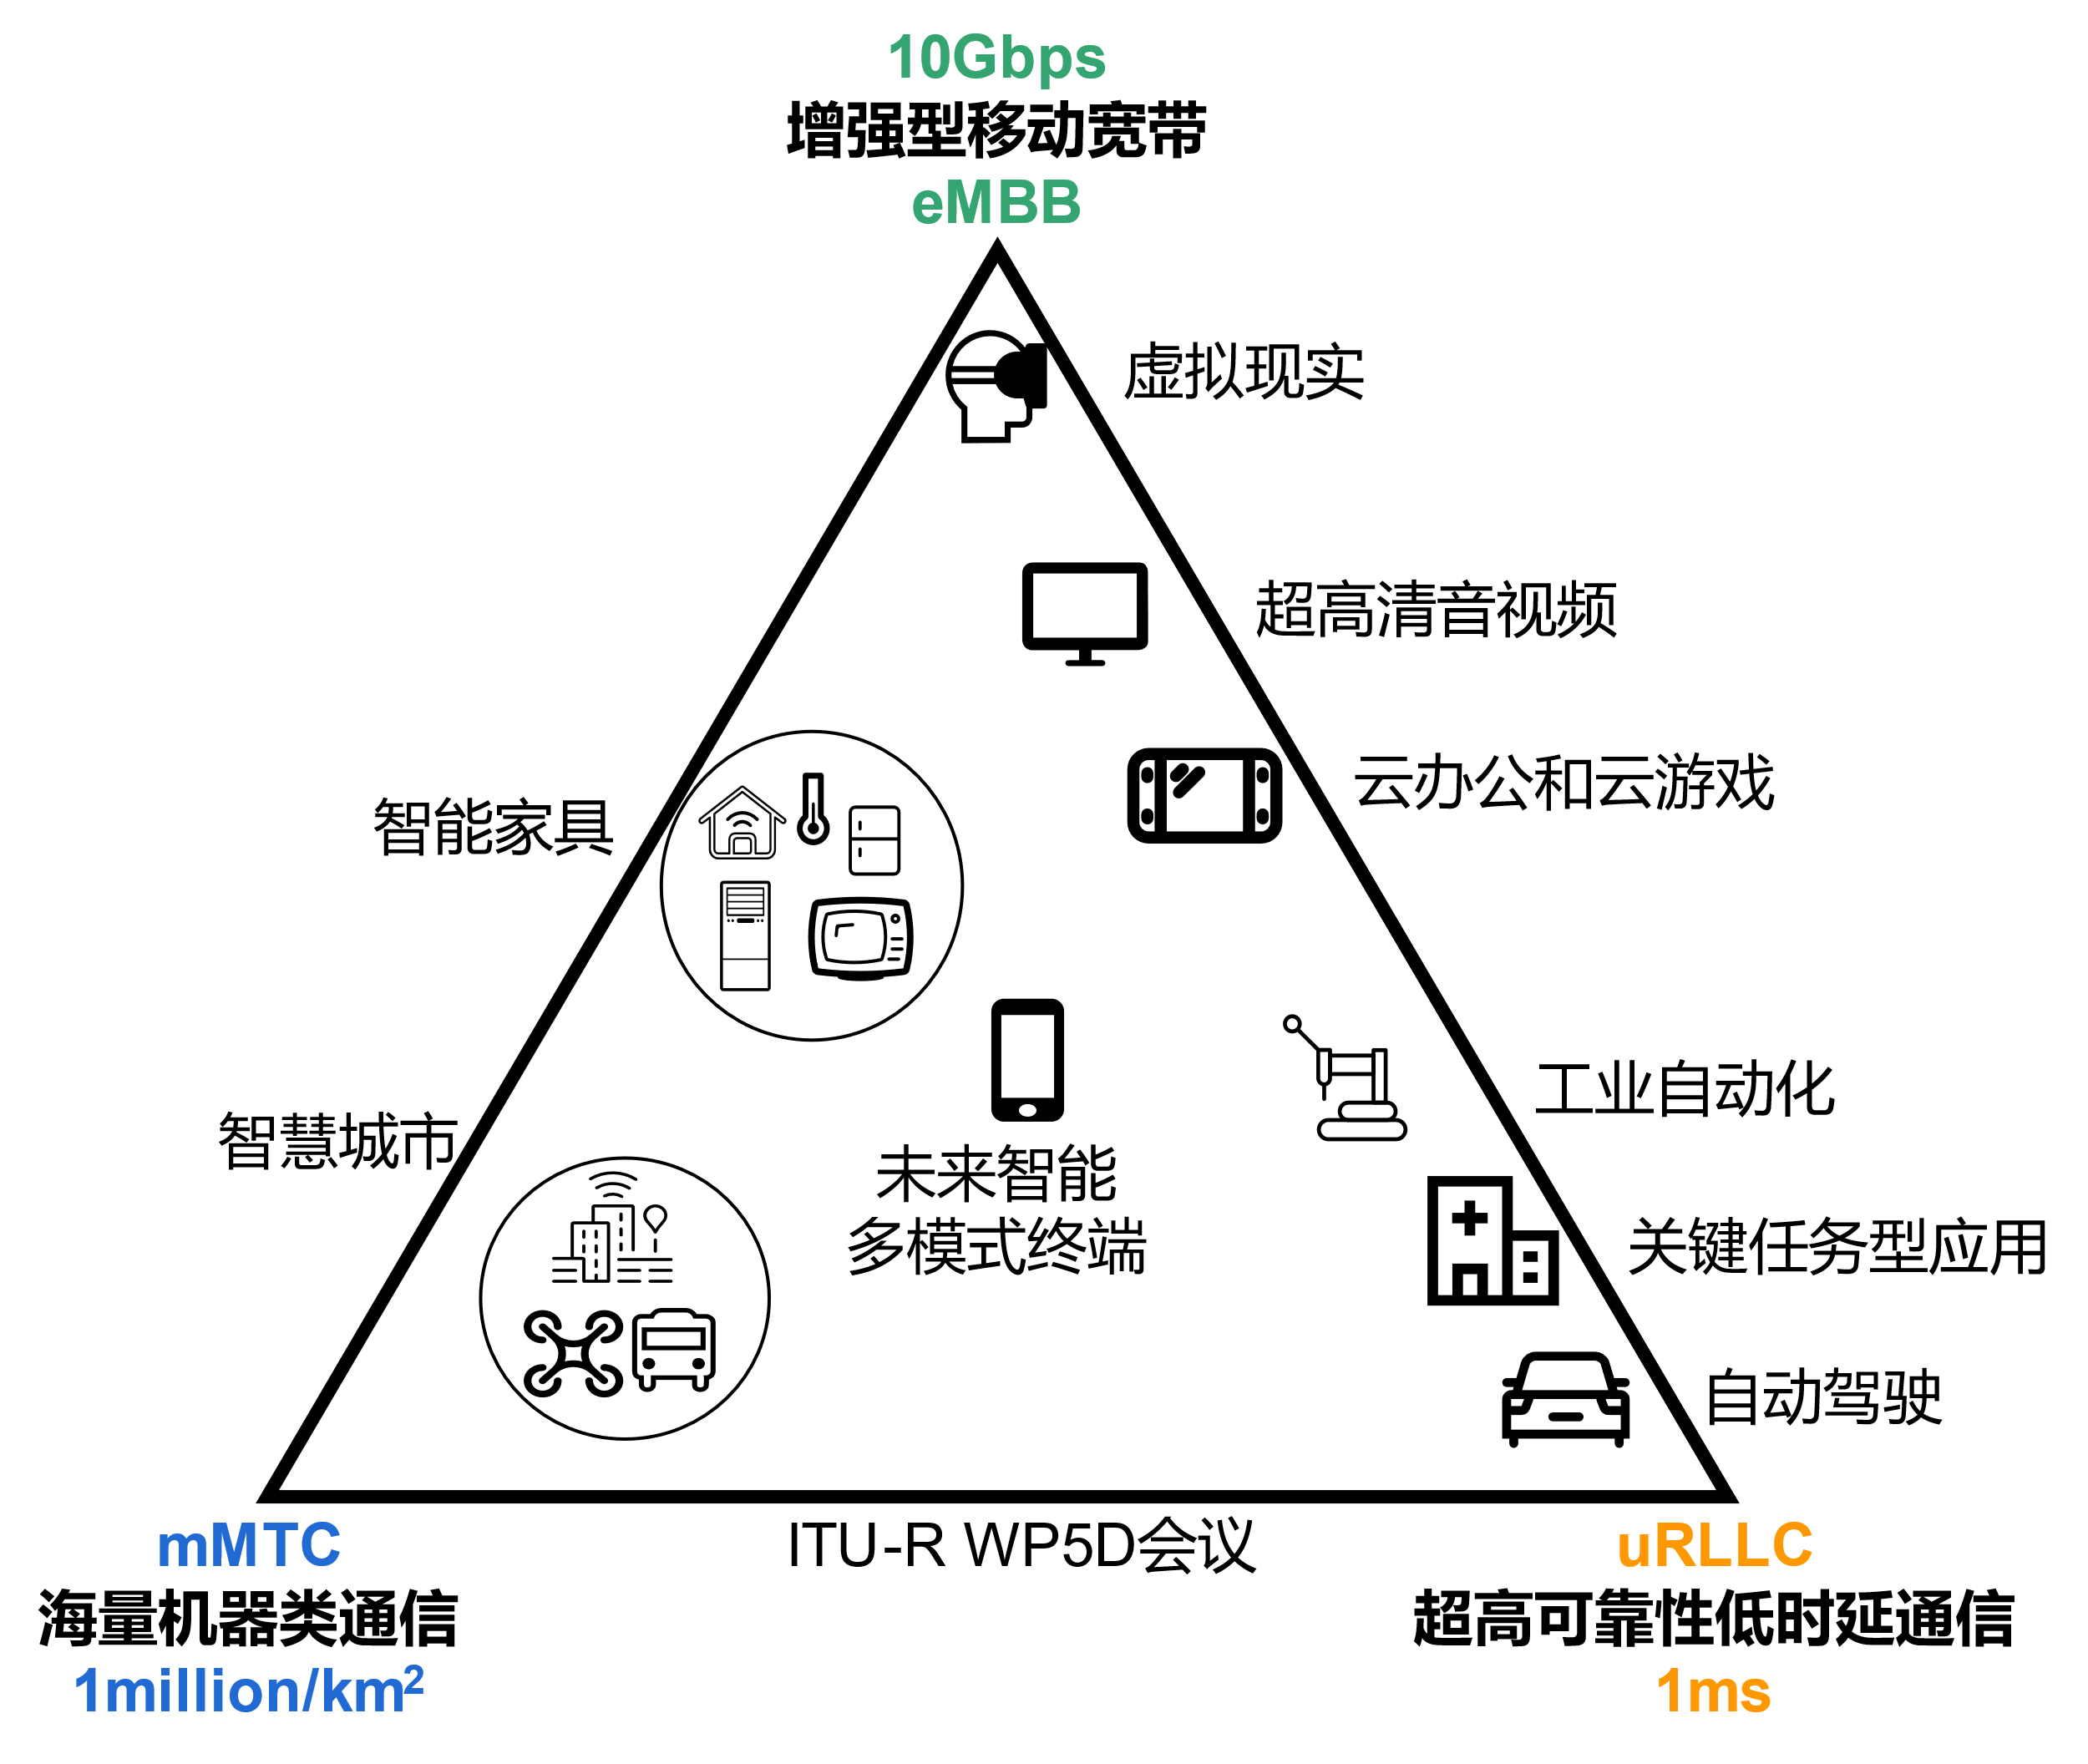 10Gbps
增强型移动宽带
eMBB
虚拟现实
超高清音视频
云办公和云游戏
智能家具
工业自动化
智慧城市
未来智能
多模式终端
关建任务型应用
自动驾驶
ITU-R WP5D会议
mMTC
海量机器类通信
1million/km²
uRLLC
超高可靠性低时延通信
1ms